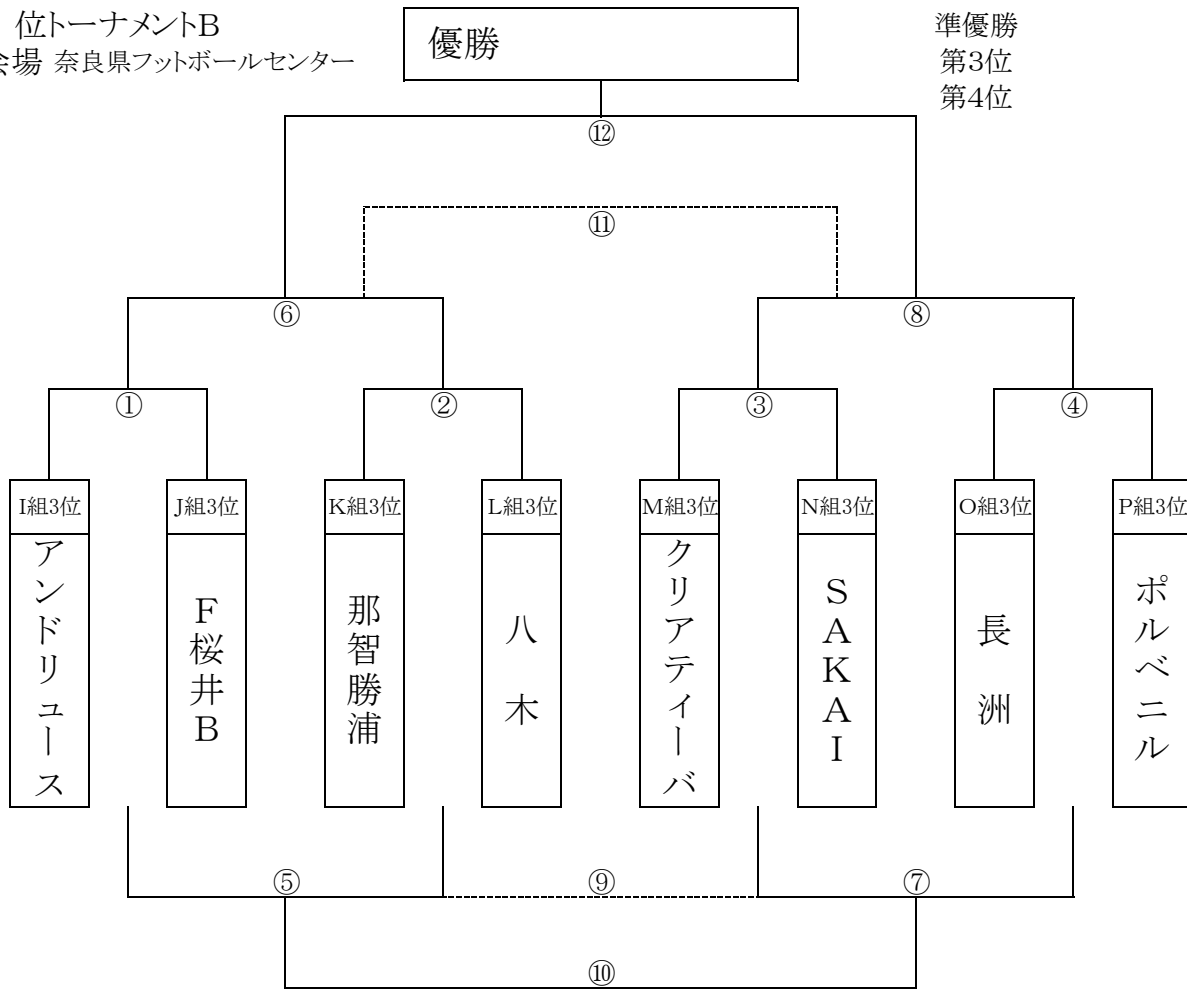 位トーナメントB
会場 奈良県フットボールセンター
優勝
準優勝
第3位
第4位
⑫
⑪
⑥
⑧
①
②
③
④
I組3位
J組3位
K組3位
L組3位
M組3位
N組3位
O組3位
P組3位
アンドリュース
F桜井B
那智勝浦
八木
クリアティーバ
SAKAI
長洲
ポルベニル
⑤
⑨
⑦
⑩